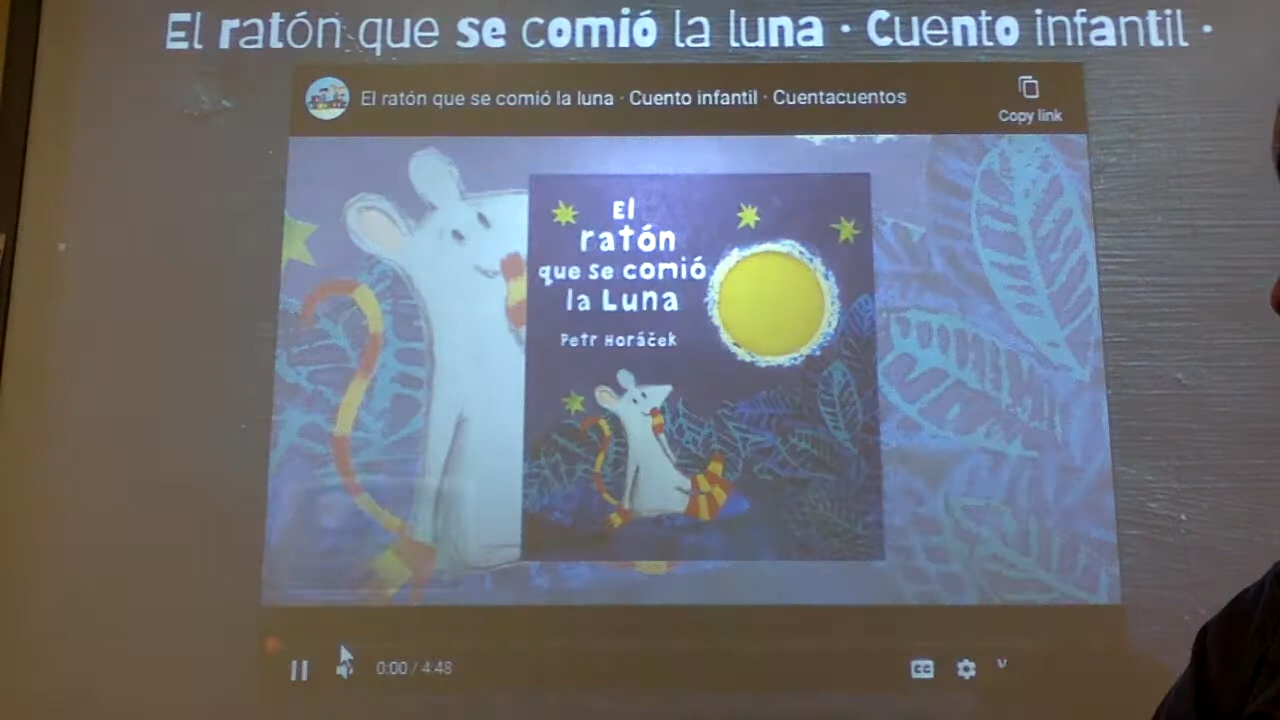 El ratón que se comió la luna · Cuento infantil ·
El ratón que se comió la luna · Cuento infantil · Cuentacuentos
Copy link
El
ratón
que se comió
la Luna
Petr Horáček
0:00 / 4:48
CC